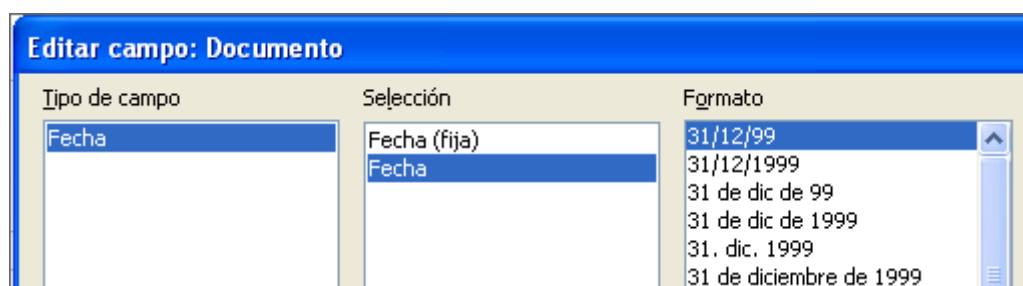 Editar campo: Documento
Tipo de campo
Fecha
Selección
Fecha (fija)
Fecha
Formato
31/12/99
31/12/1999
31 de dic de 99
31 de dic de 1999
31. dic. 1999
31 de diciembre de 1999